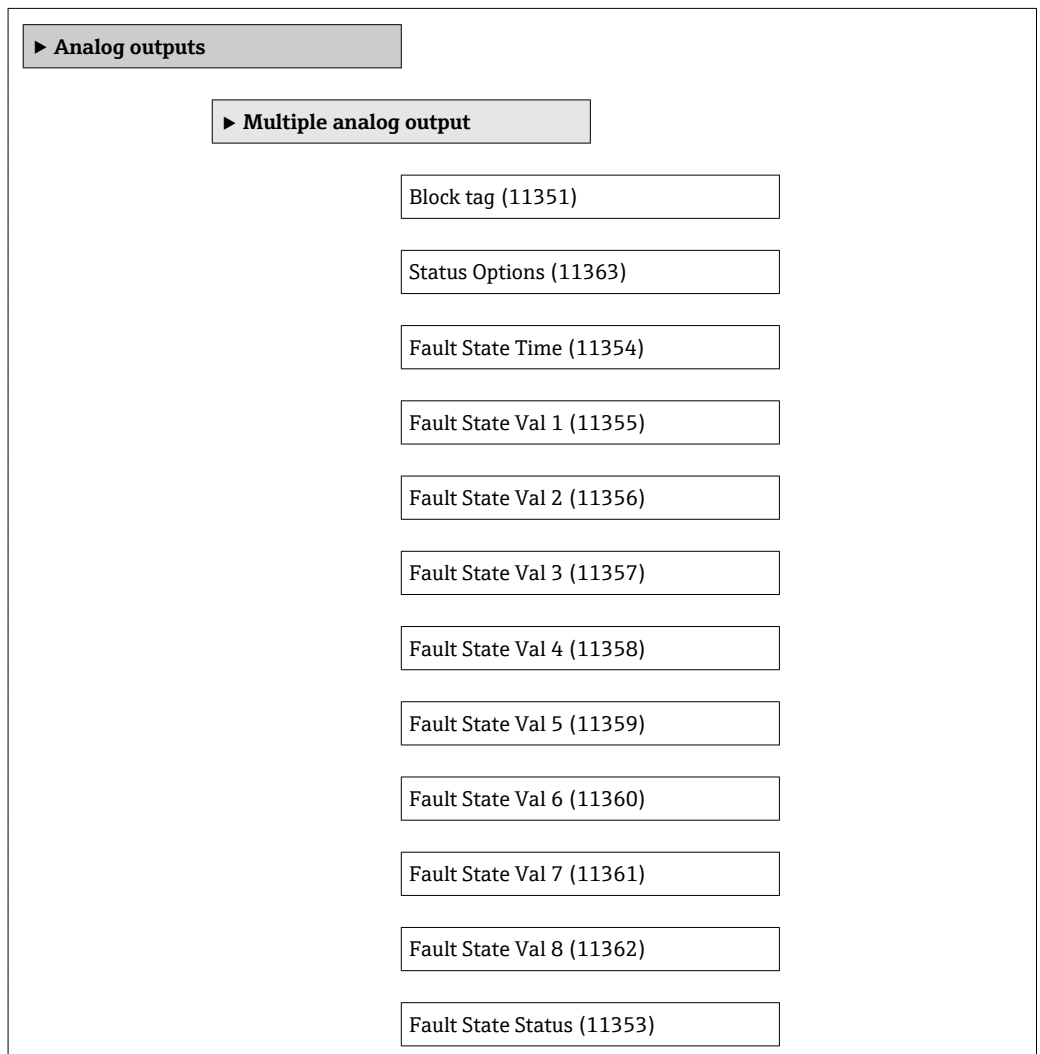 ▶ Analog outputs
▶ Multiple analog output
Block tag (11351)
Status Options (11363)
Fault State Time (11354)
Fault State Val 1 (11355)
Fault State Val 2 (11356)
Fault State Val 3 (11357)
Fault State Val 4 (11358)
Fault State Val 5 (11359)
Fault State Val 6 (11360)
Fault State Val 7 (11361)
Fault State Val 8 (11362)
Fault State Status (11353)